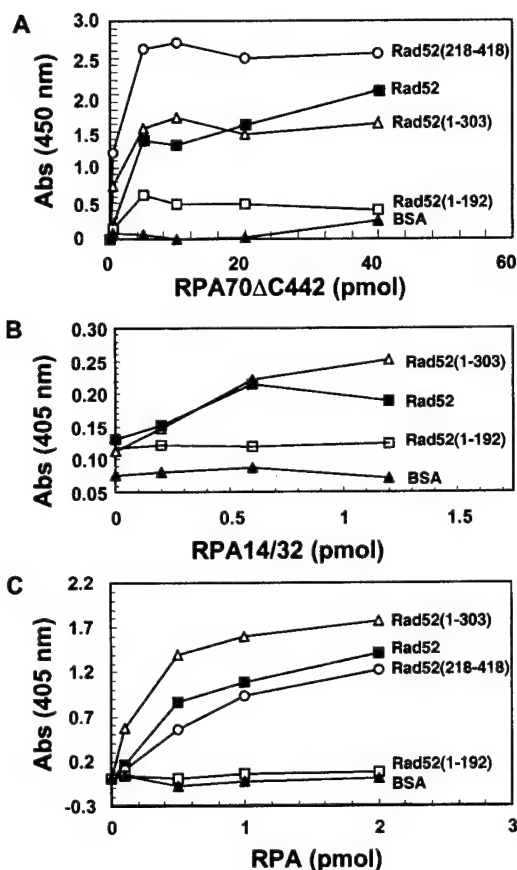 A
Abs (450 nm)
3.0
2.5
2.0
1.5
1.0
0.5
0
0
20
40
60
RPA70ΔC442 (pmol)
Rad52(218-418)
Rad52
Rad52(1-303)
Rad52(1-192)
BSA
B
Abs (405 nm)
0.30
0.25
0.20
0.15
0.10
0.05
0
0.5
1
1.5
RPA14/32 (pmol)
Rad52(1-303)
Rad52
Rad52(1-192)
BSA
C
Abs (405 nm)
2.2
1.7
1.2
0.7
0.2
-0.3
0
1
2
3
RPA (pmol)
Rad52(1-303)
Rad52
Rad52(218-418)
Rad52(1-192)
BSA